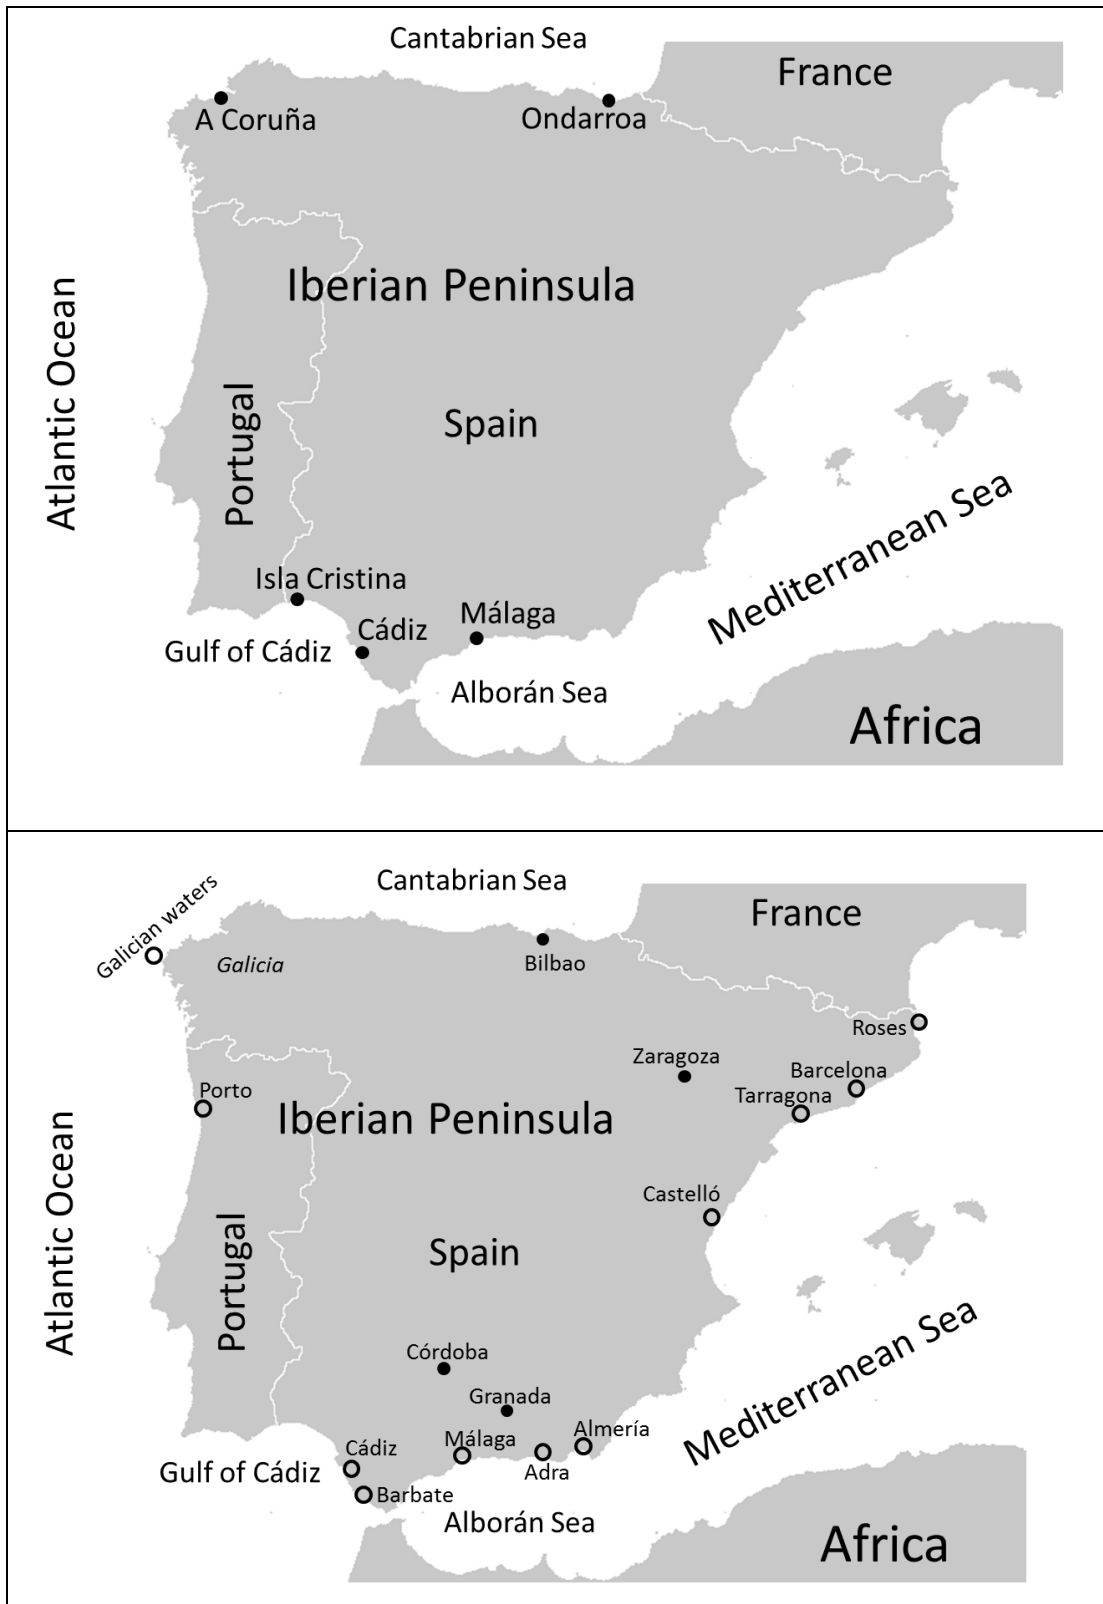 Cantabrian Sea
France
A Coruña
Ondarroa
Iberian Peninsula
Atlantic Ocean
Portugal
Spain
Mediterranean Sea
Isla Cristina
Málaga
Cádiz
Gulf of Cádiz
Alborán Sea
Africa
Cantabrian Sea
France
Galician waters
Galicia
Bilbao
Roses
Zaragoza
Barcelona
Tarragona
Porto
Iberian Peninsula
Atlantic Ocean
Castelló
Portugal
Spain
Mediterranean Sea
Córdoba
Granada
Almería
Málaga
Cádiz
Adra
Gulf of Cádiz
Barbate
Alborán Sea
Africa